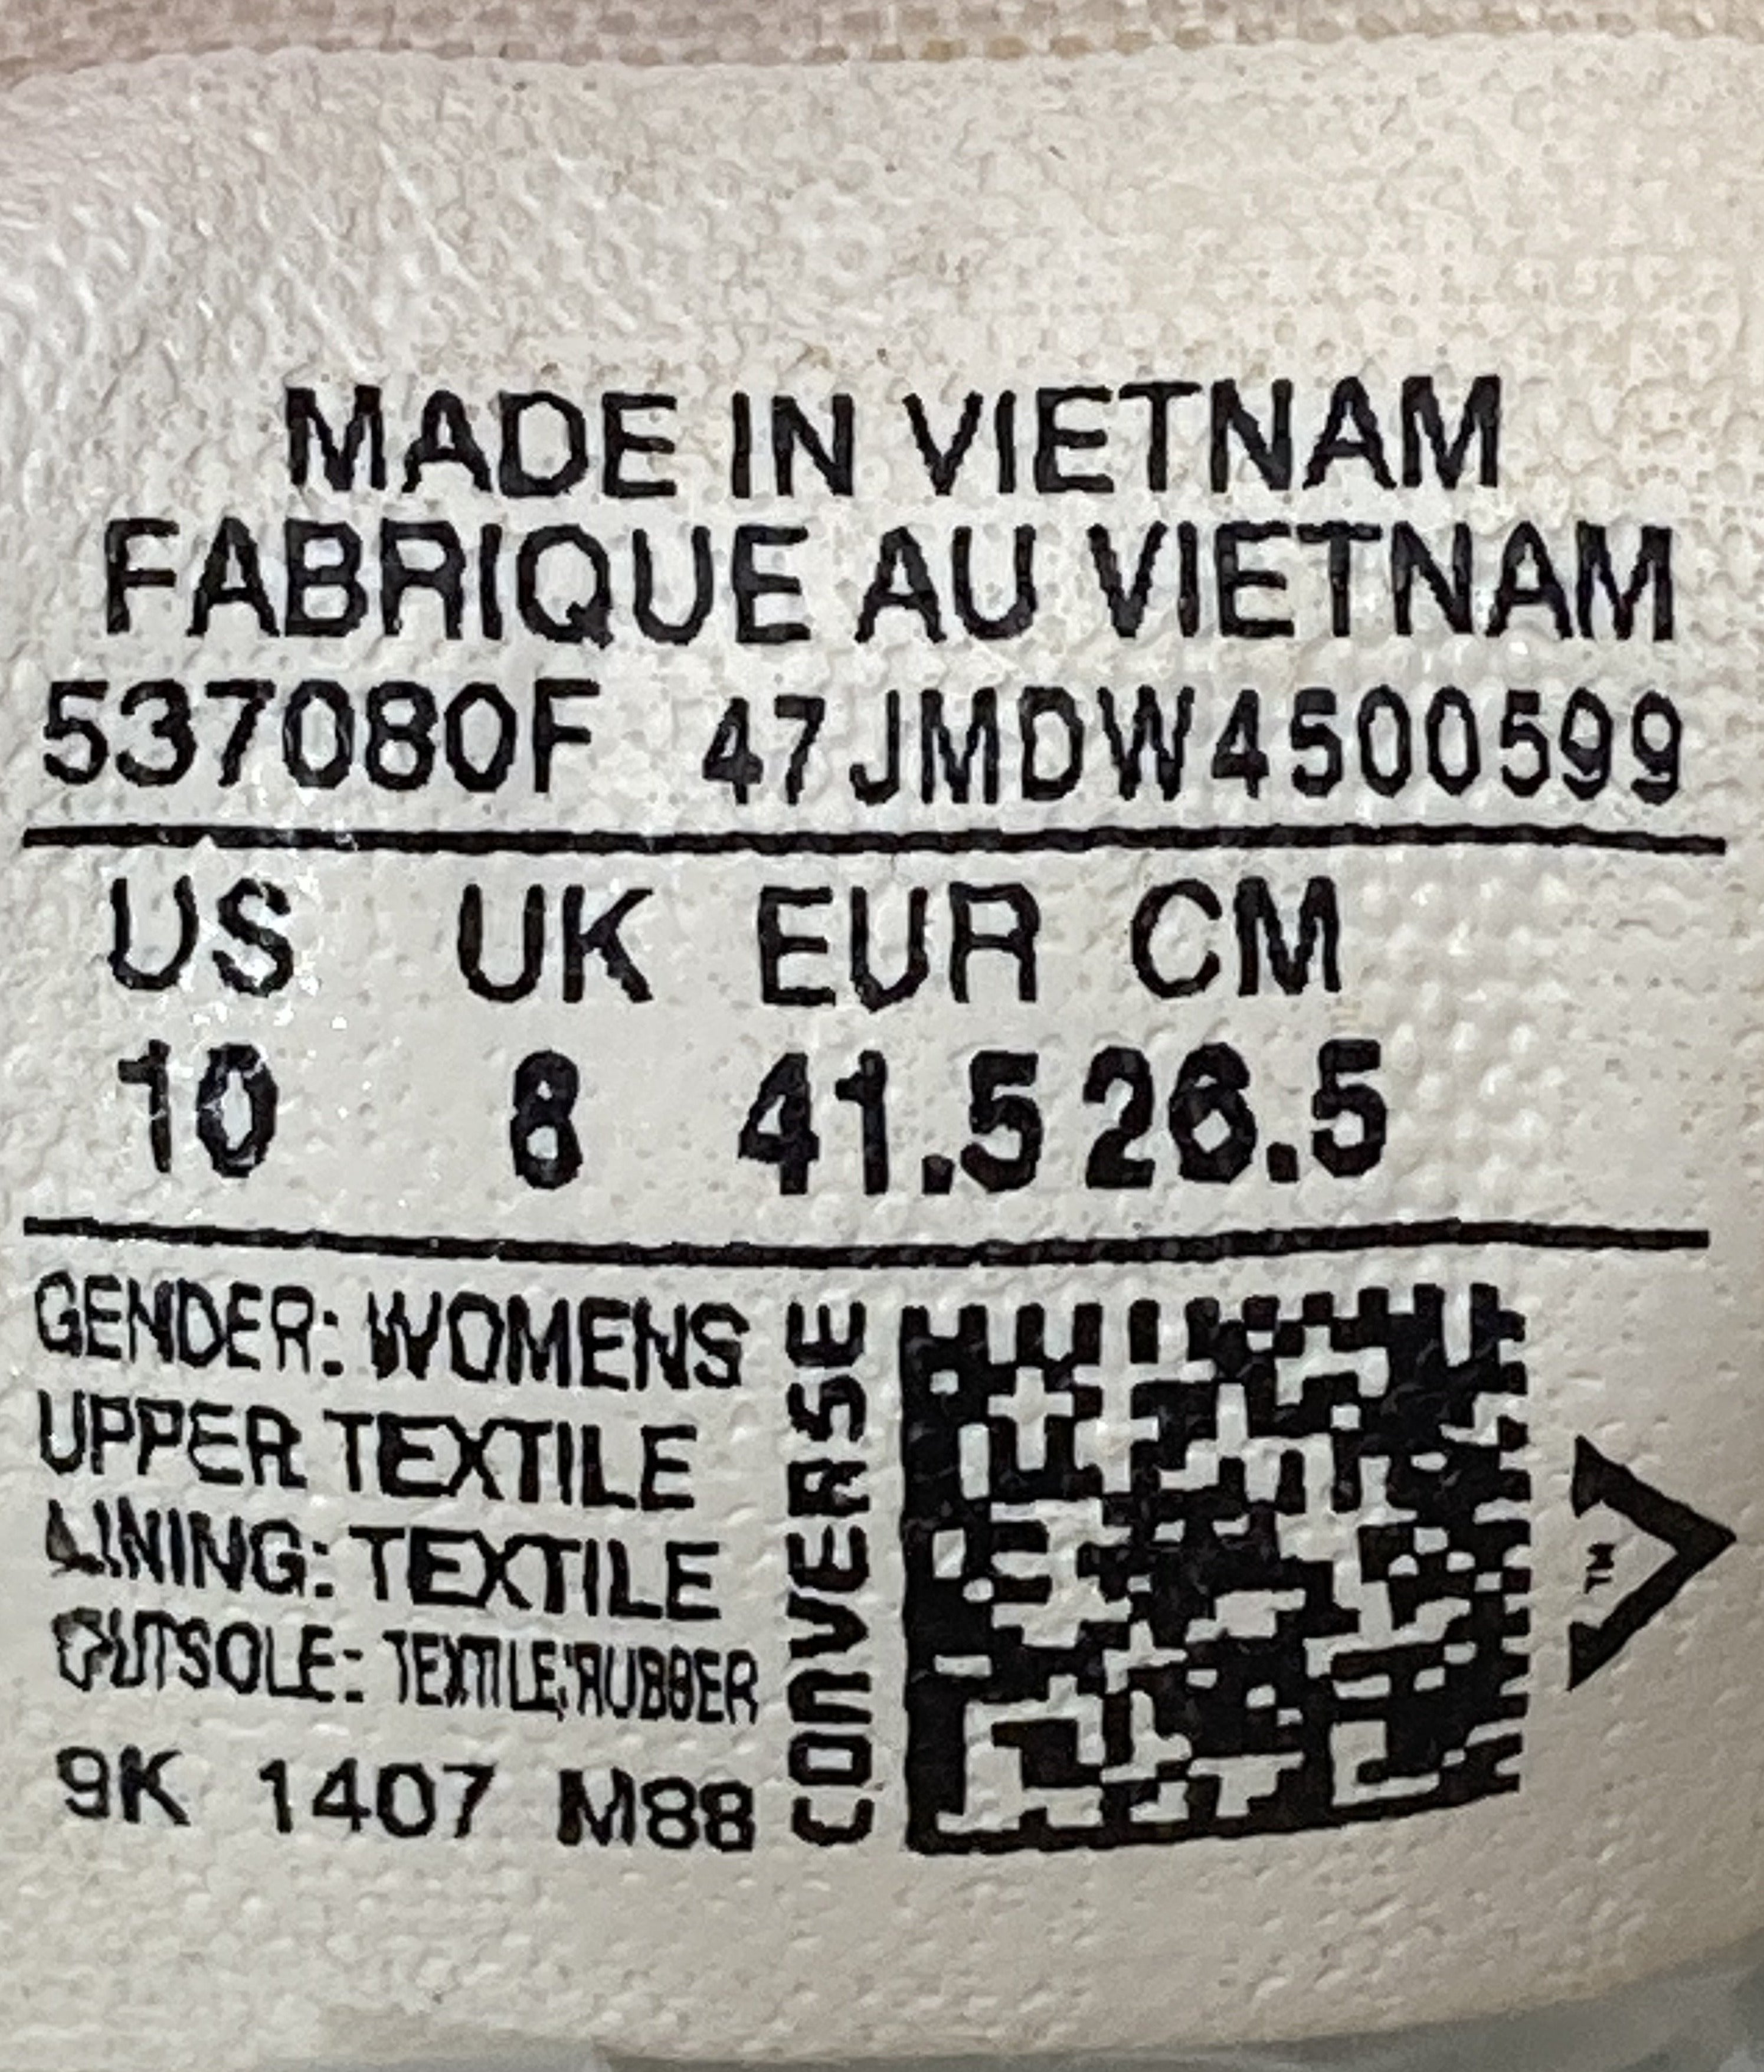 MADE IN VIETNAM
FABRIQUE AU VIETNAM
537080F 47JMDW4500599
US UK EUR CM
10 8 41.5 26.5
GENDER: WOMENS
UPPER TEXTILE
LINING: TEXTILE
OUTSOLE: TEXTILE;RUBBER
9K 1407 M88
CONVERSE
TM